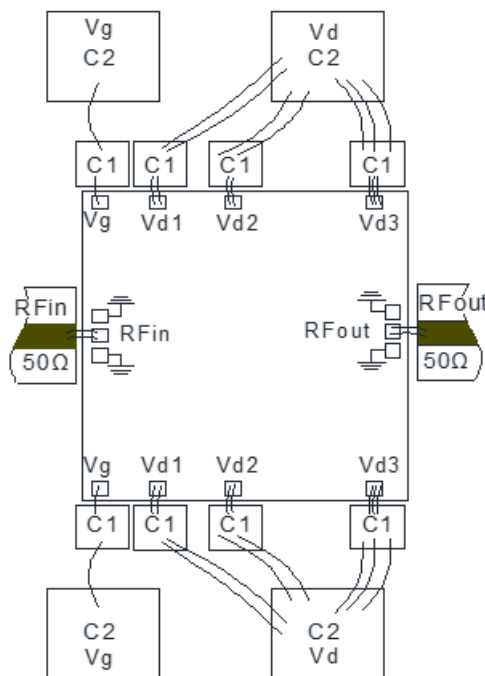 Vg
C2
Vd
C2
C1 C1 C1 C1
Vg Vd1 Vd2 Vd3
RFin
50Ω
RFin
RFout
RFout
50Ω
Vg Vd1 Vd2 Vd3
C1 C1 C1 C1
C2
Vg
C2
Vd